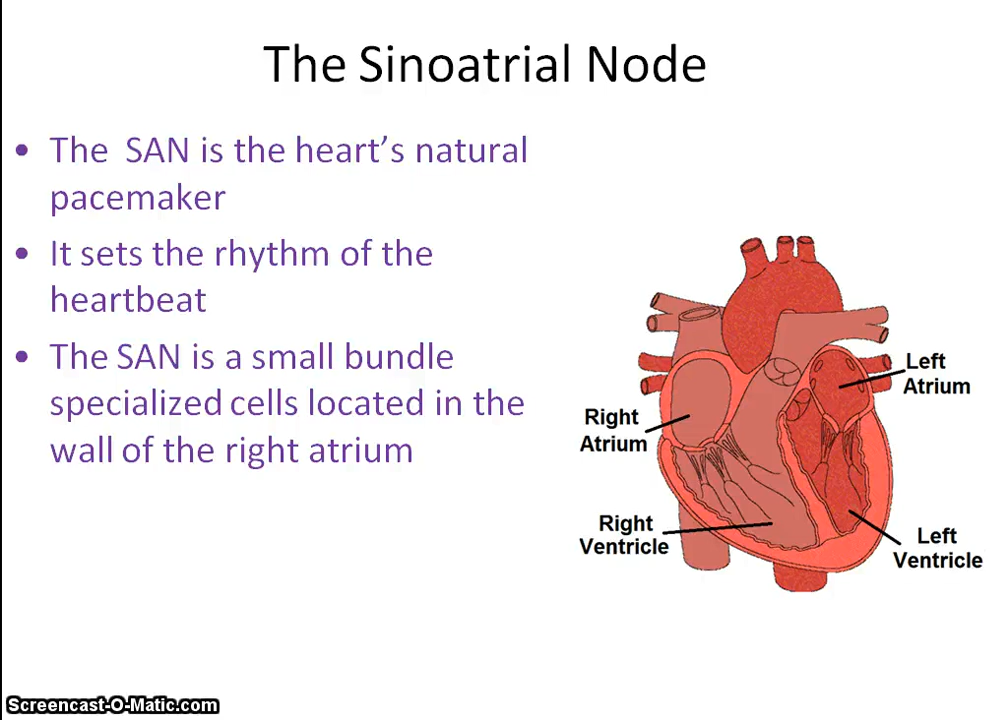 The Sinoatrial Node
• The  SAN is the heart’s natural
pacemaker
• It sets the rhythm of the
heartbeat
• The SAN is a small bundle
specialized cells located in the
wall of the right atrium
Left
Atrium
Right
Atrium
Right
Ventricle
Left
Ventricle
Screencast-O-Matic.com